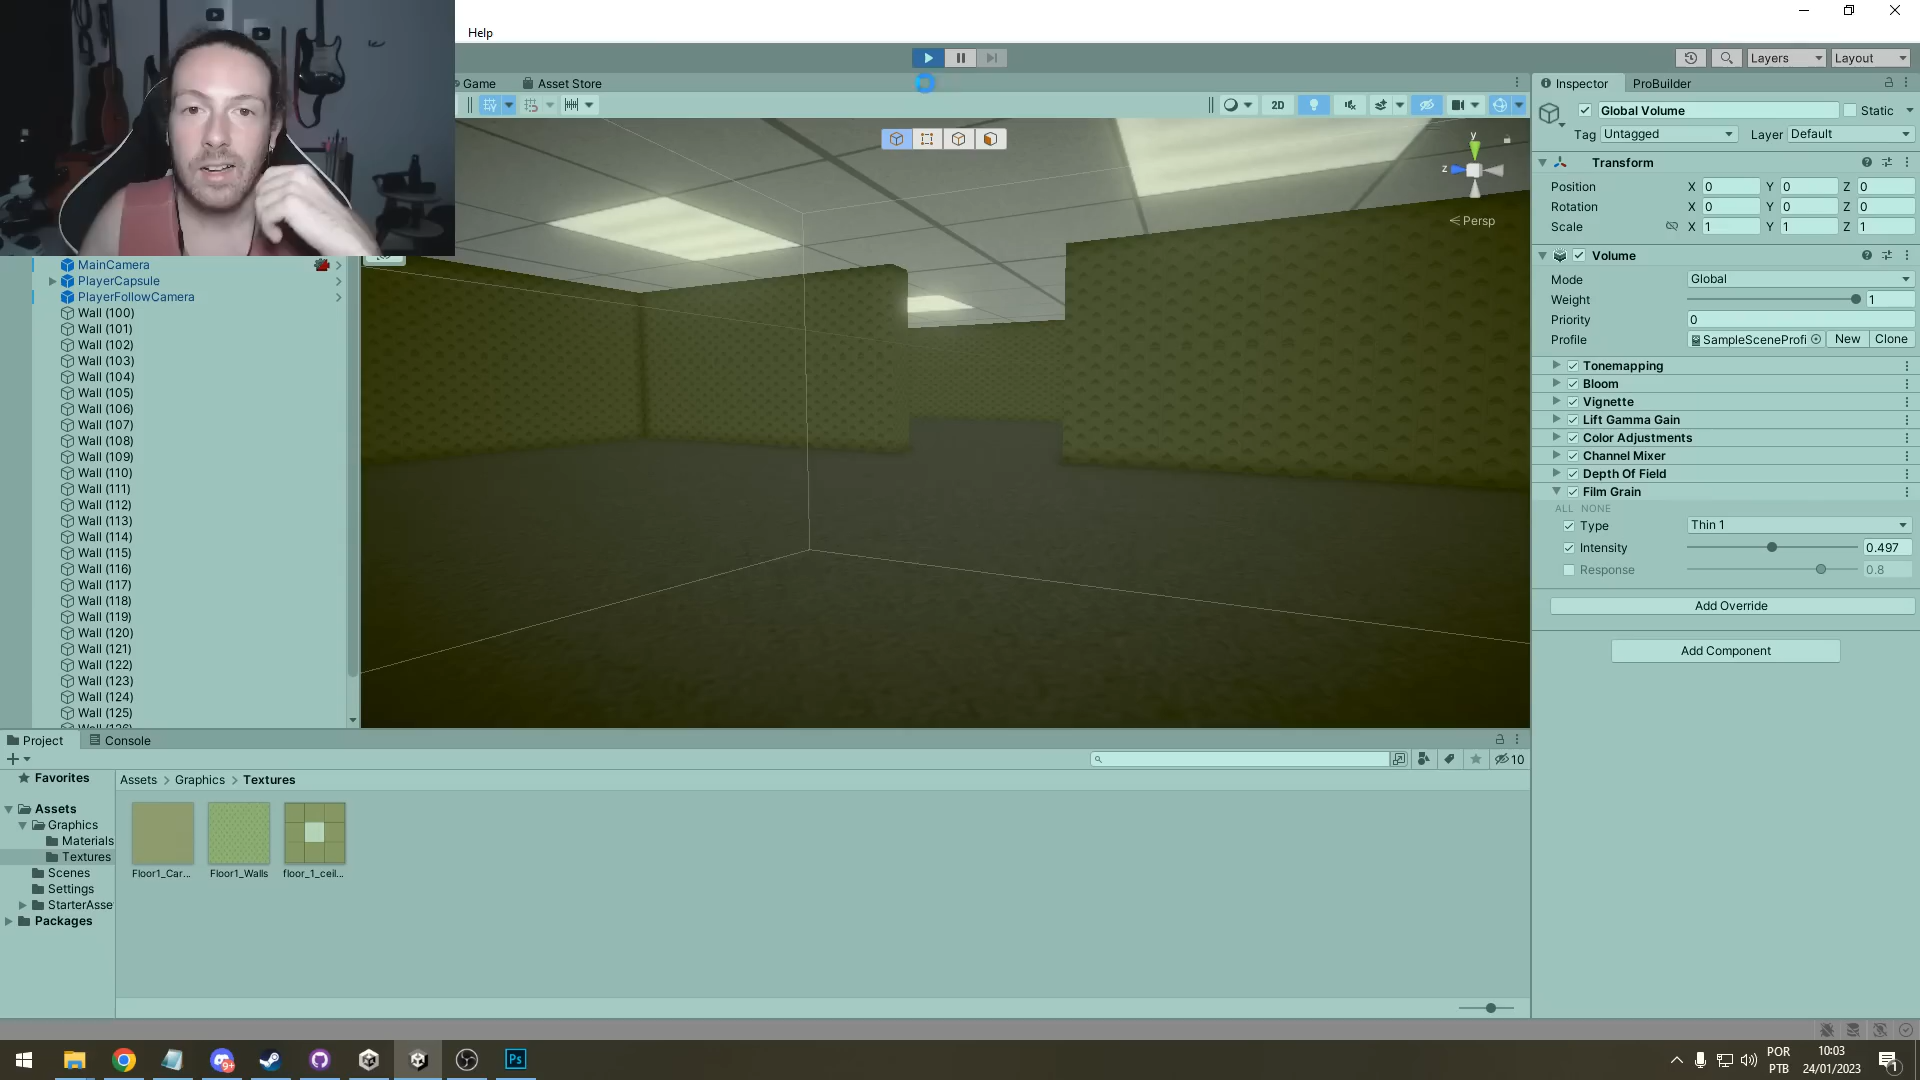 Help
Layers
Layout
Game
Asset Store
Inspector
ProBuilder
2D
Global Volume
Static
Tag Untagged Layer Default
y
z
Persp
Transform
Position X 0 Y 0 Z 0
Rotation X 0 Y 0 Z 0
Scale X 1 Y 1 Z 1
Volume
Mode Global
Weight 1
Priority 0
Profile SampleSceneProfi New Clone
Tonemapping
Bloom
Vignette
Lift Gamma Gain
Color Adjustments
Channel Mixer
Depth Of Field
Film Grain
ALL NONE
Type Thin 1
Intensity 0.497
Response 0.8
Add Override
Add Component
MainCamera
PlayerCapsule
PlayerFollowCamera
Wall (100)
Wall (101)
Wall (102)
Wall (103)
Wall (104)
Wall (105)
Wall (106)
Wall (107)
Wall (108)
Wall (109)
Wall (110)
Wall (111)
Wall (112)
Wall (113)
Wall (114)
Wall (115)
Wall (116)
Wall (117)
Wall (118)
Wall (119)
Wall (120)
Wall (121)
Wall (122)
Wall (123)
Wall (124)
Wall (125)
Project
Console
10
Favorites
Assets
Graphics
Materials
Textures
Scenes
Settings
StarterAsse
Packages
Assets > Graphics > Textures
Floor1_Car...
Floor1_Walls
floor_1_ceil...
9+
Ps
POR
PTB
10:03
24/01/2023
1